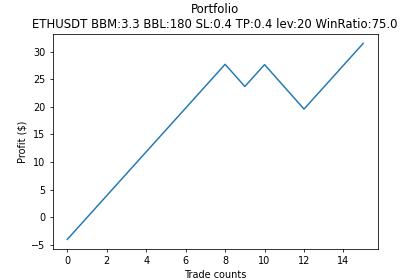 Portfolio
ETHUSDT BBM:3.3 BBL:180 SL:0.4 TP:0.4 lev:20 WinRatio:75.0
Profit ($)
30
25
20
15
10
5
0
−5
0 2 4 6 8 10 12 14
Trade counts